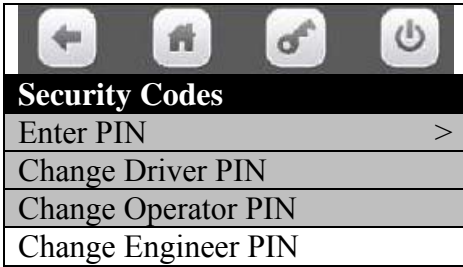 Security Codes
Enter PIN >
Change Driver PIN
Change Operator PIN
Change Engineer PIN